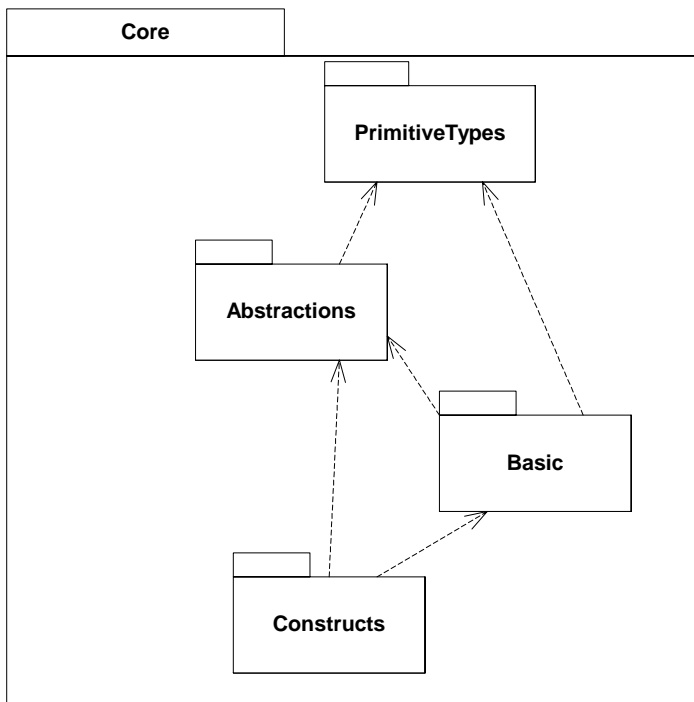 Core
PrimitiveTypes
Abstractions
Basic
Constructs